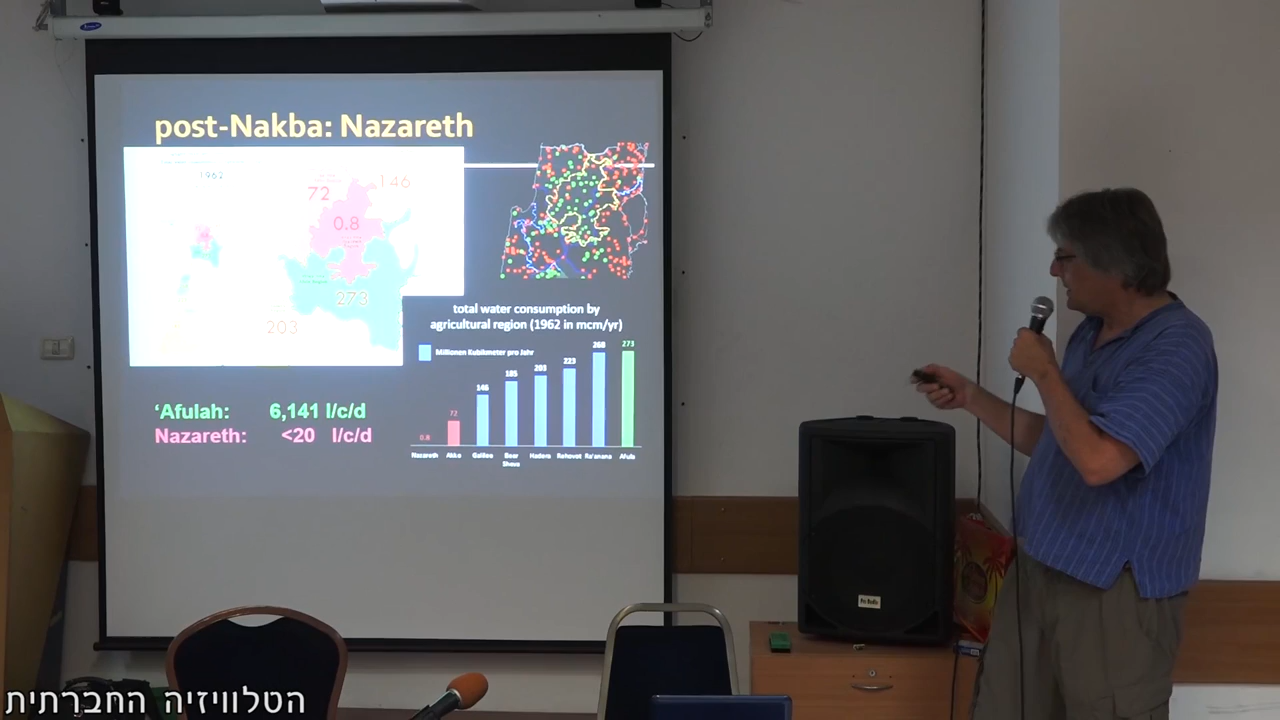 post-Nakba: Nazareth
1962
72
146
0.8
273
203
total water consumption by
agricultural region (1962 in mcm/yr)
Millionen Kubikmeter pro Jahr
0.8
72
146
185
203
223
268
273
Nazareth Akko Galilee Beer Sheva Hadera Rehovot Ra'anana Afula
'Afulah: 6,141 l/c/d
Nazareth: <20 l/c/d
הטלוויזיה החברתית